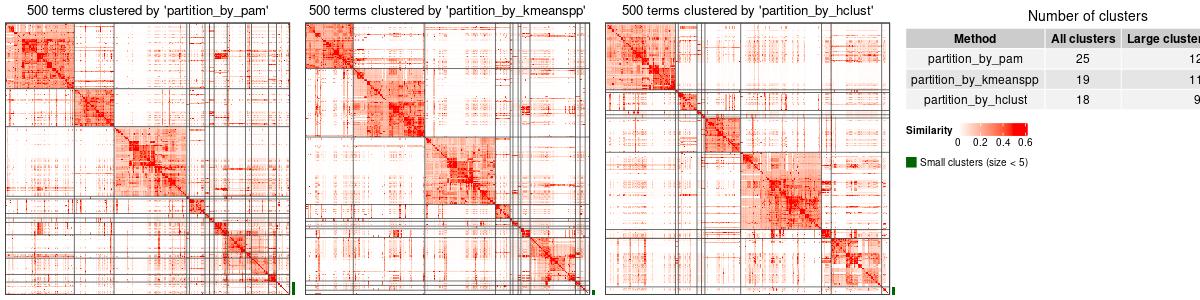 500 terms clustered by 'partition_by_pam'
500 terms clustered by 'partition_by_kmeanspp'
500 terms clustered by 'partition_by_hclust'
Number of clusters
Method All clusters Large cluster
partition_by_pam 25 12
partition_by_kmeanspp 19 11
partition_by_hclust 18 9
Similarity
0 0.2 0.4 0.6
Small clusters (size < 5)